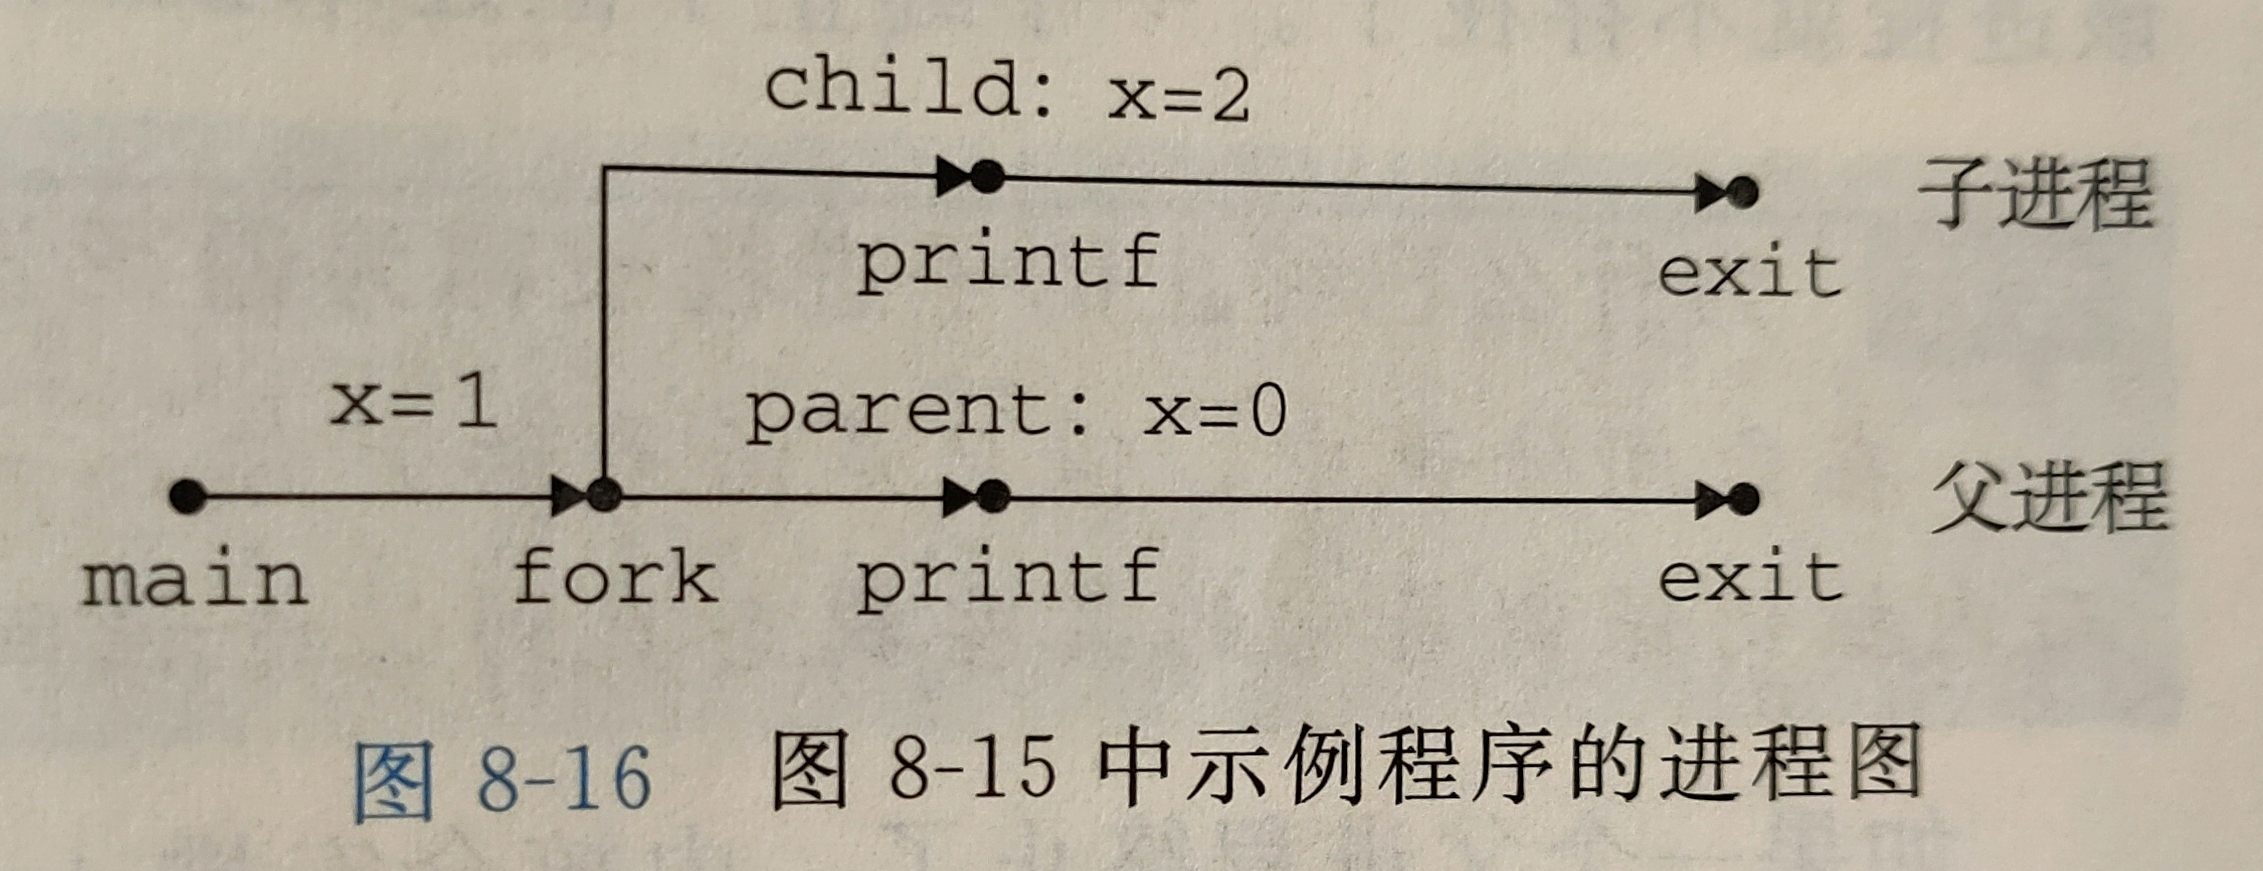 child: x=2
子进程
printf
exit
x=1
parent: x=0
父进程
main
fork
printf
exit
图 8-16 图 8-15 中示例程序的进程图